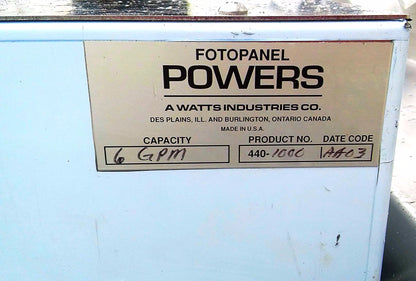 FOTOPANEL
POWERS
A WATTS INDUSTRIES CO.
DES PLAINS, ILL. AND BURLINGTON, ONTARIO CANADA
MADE IN U.S.A.
CAPACITY PRODUCT NO. DATE CODE
6 GPM 440-1000 AA03